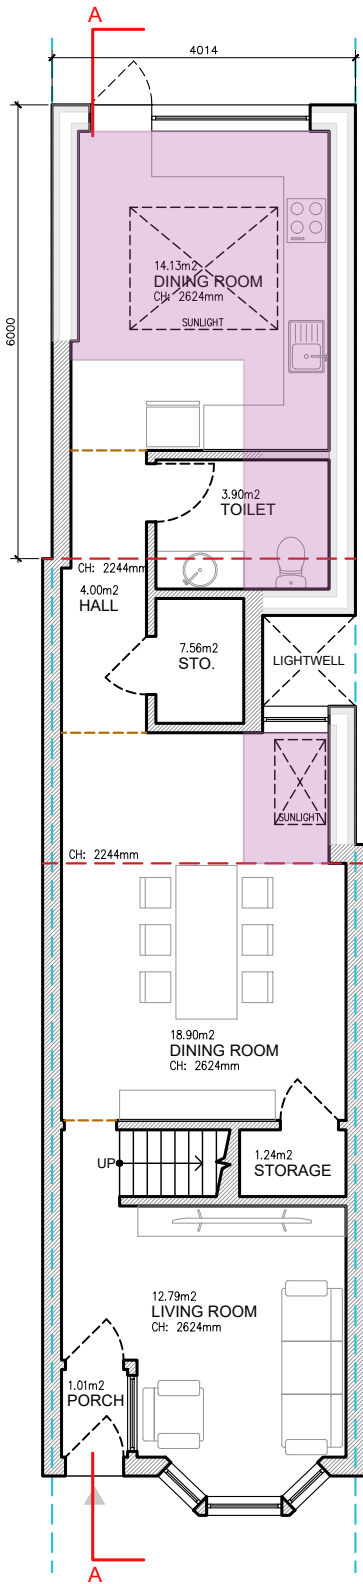 A
4014
6000
14.13m2
DINING ROOM
CH: 2624mm
SUNLIGHT
3.90m2
TOILET
CH: 2244mm
4.00m2
HALL
7.56m2
STO.
LIGHTWELL
SUNLIGHT
CH: 2244mm
18.90m2
DINING ROOM
CH: 2624mm
UP
1.24m2
STORAGE
12.79m2
LIVING ROOM
CH: 2624mm
1.01m2
PORCH
A